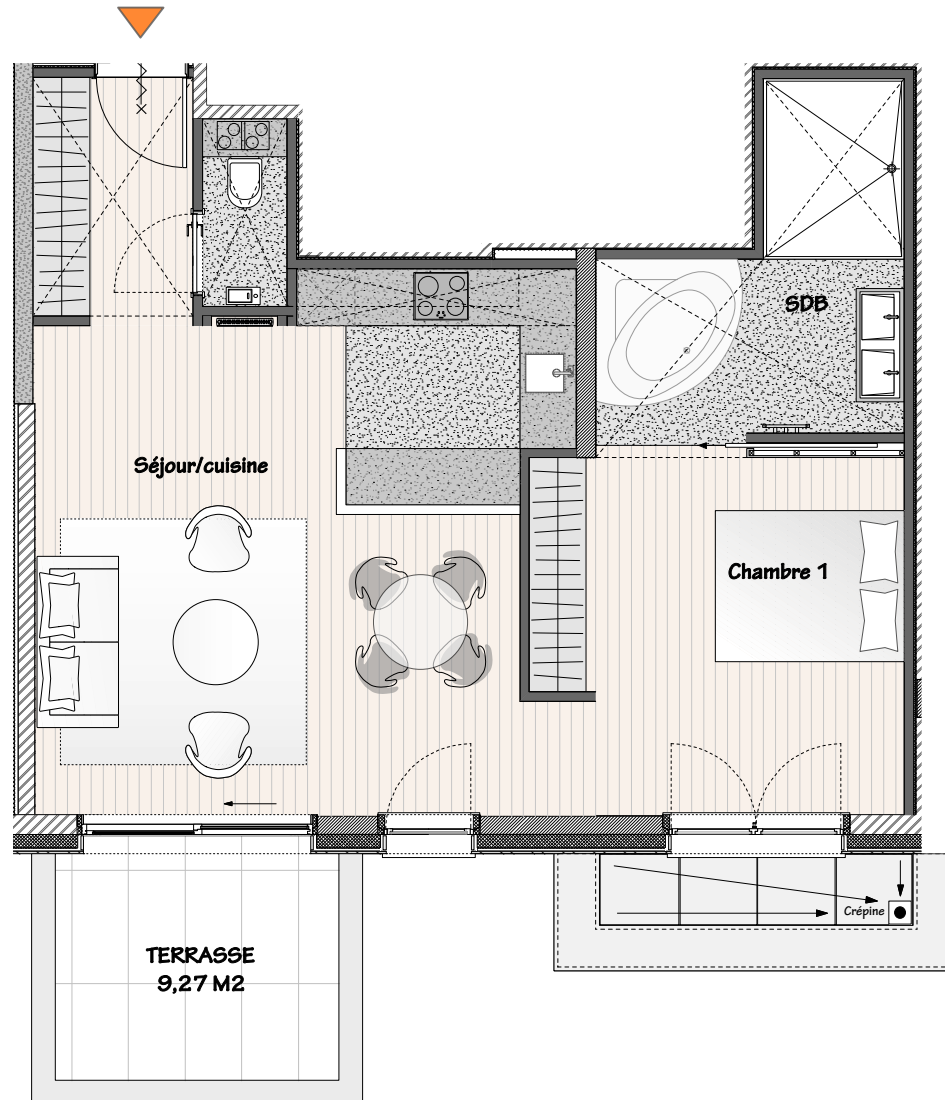 SDB
Séjour/cuisine
Chambre 1
Crépine
TERRASSE
9,27 M2